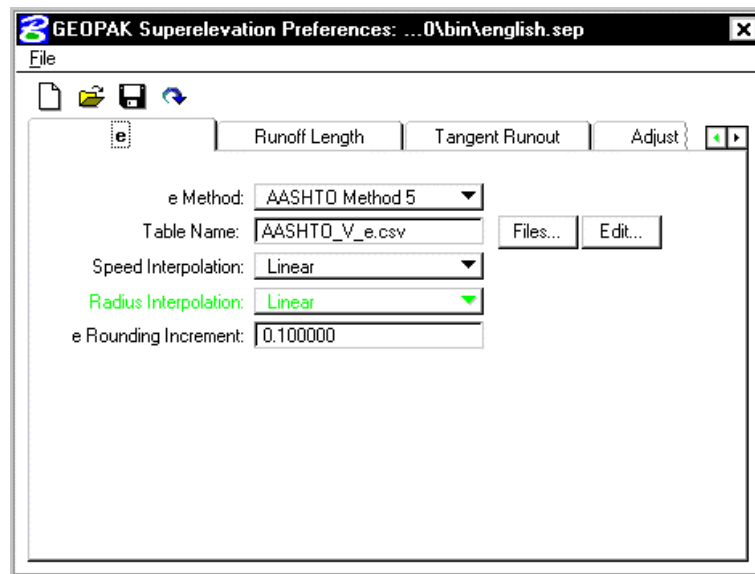 GEOPAK Superelevation Preferences: ...0\bin\english.sep
File
e Runoff Length Tangent Runout Adjust
e Method: AASHTO Method 5
Table Name: AASHTO_V_e.csv Files... Edit...
Speed Interpolation: Linear
Radius Interpolation: Linear
e Rounding Increment: 0.100000